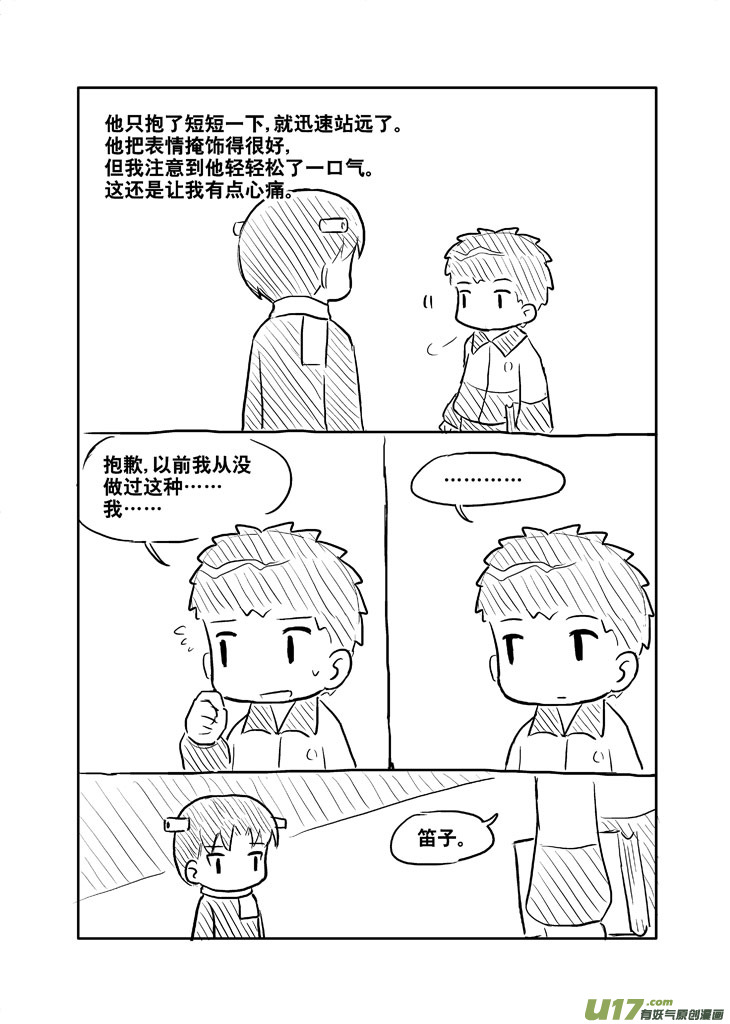 他只抱了短短一下，就迅速站远了。
他把表情掩饰得很好，
但我注意到他轻轻松了一口气。
这还是让我有点心痛。
抱歉，以前我从没
做过这种……
我……
…………
笛子。
U17.com
有妖气原创漫画